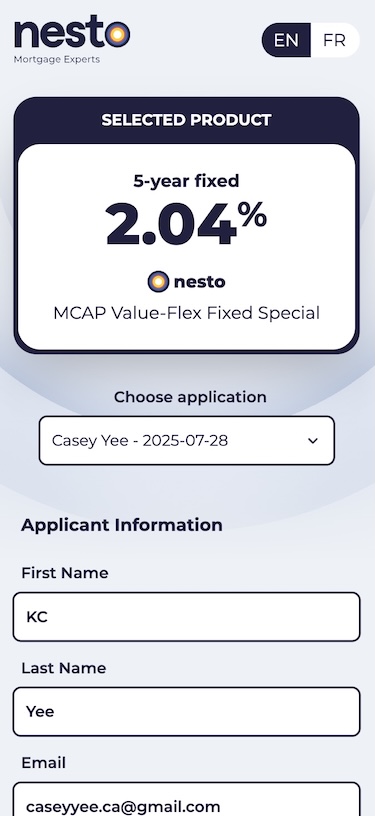 nesto
Mortgage Experts
EN FR
SELECTED PRODUCT
5-year fixed
2.04%
nesto
MCAP Value-Flex Fixed Special
Choose application
Casey Yee - 2025-07-28
Applicant Information
First Name
KC
Last Name
Yee
Email
caseyyee.ca@gmail.com